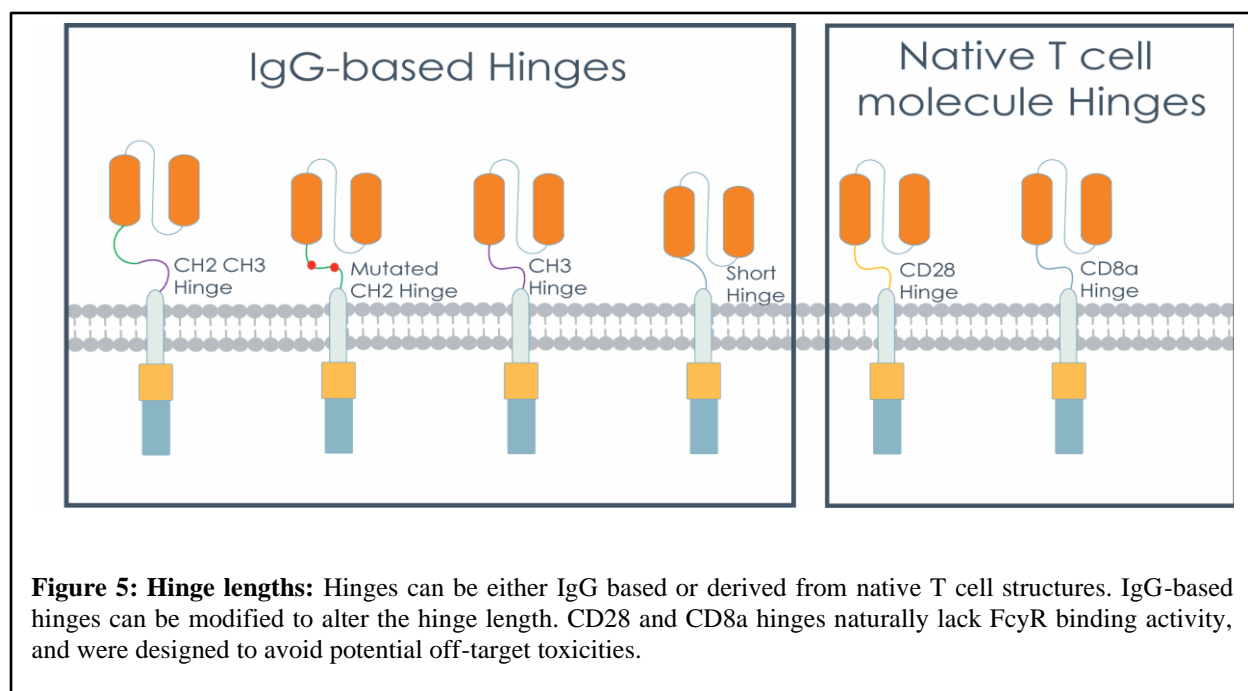 IgG-based Hinges
Native T cell
molecule Hinges
CH2 CH3
Hinge
Mutated
CH2 Hinge
CH3
Hinge
Short
Hinge
CD28
Hinge
CD8a
Hinge
Figure 5: Hinge lengths: Hinges can be either IgG based or derived from native T cell structures. IgG-based
hinges can be modified to alter the hinge length. CD28 and CD8a hinges naturally lack FcyR binding activity,
and were designed to avoid potential off-target toxicities.